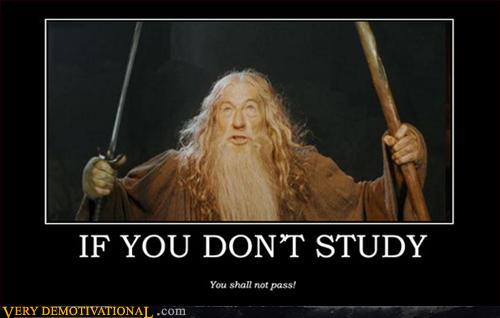 IF YOU DON'T STUDY
You shall not pass!
VERY DEMOTIVATIONAL.com